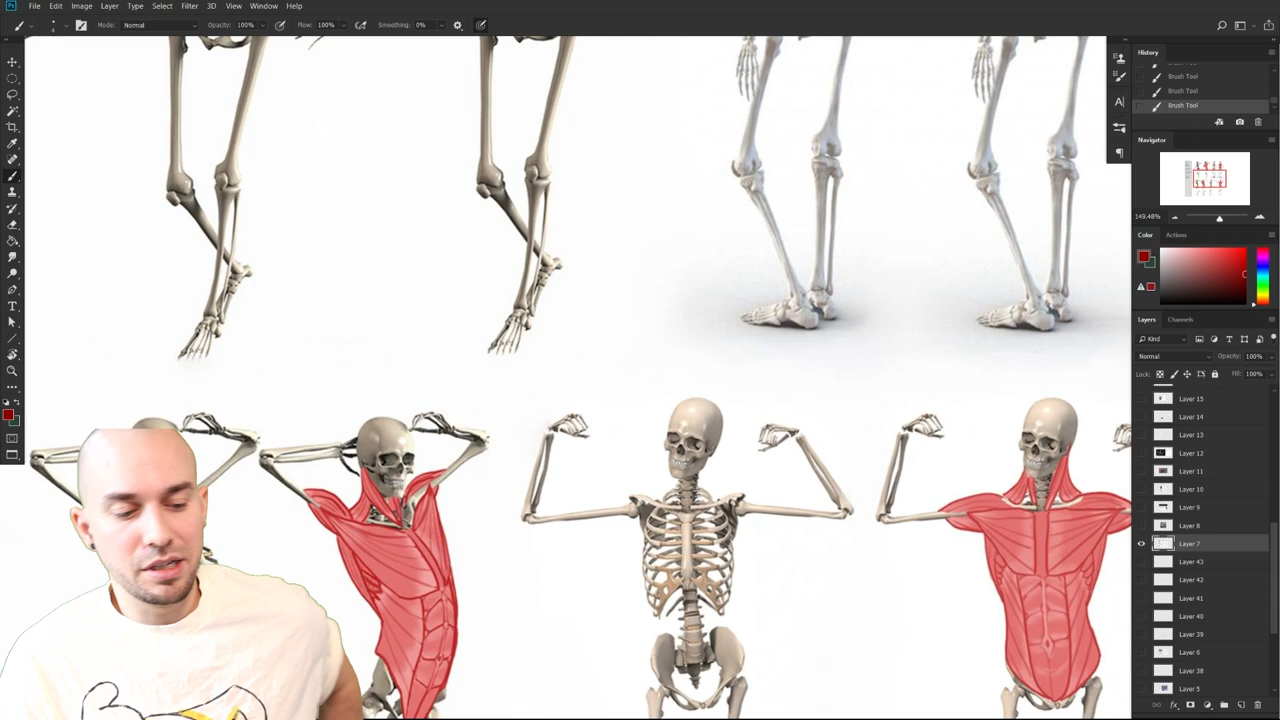 Ps File Edit Image Layer Type Select Filter 3D View Window Help
Mode: Normal Opacity: 100% Flow: 100% Smoothing: 0%
History
Brush Tool
Brush Tool
Brush Tool
Navigator
149.48%
Color Actions
Layers Channels
Kind
Normal Opacity: 100%
Lock: Fill: 100%
Layer 15
Layer 14
Layer 13
Layer 12
Layer 11
Layer 10
Layer 9
Layer 8
Layer 7
Layer 43
Layer 42
Layer 41
Layer 40
Layer 39
Layer 6
Layer 38
Layer 5